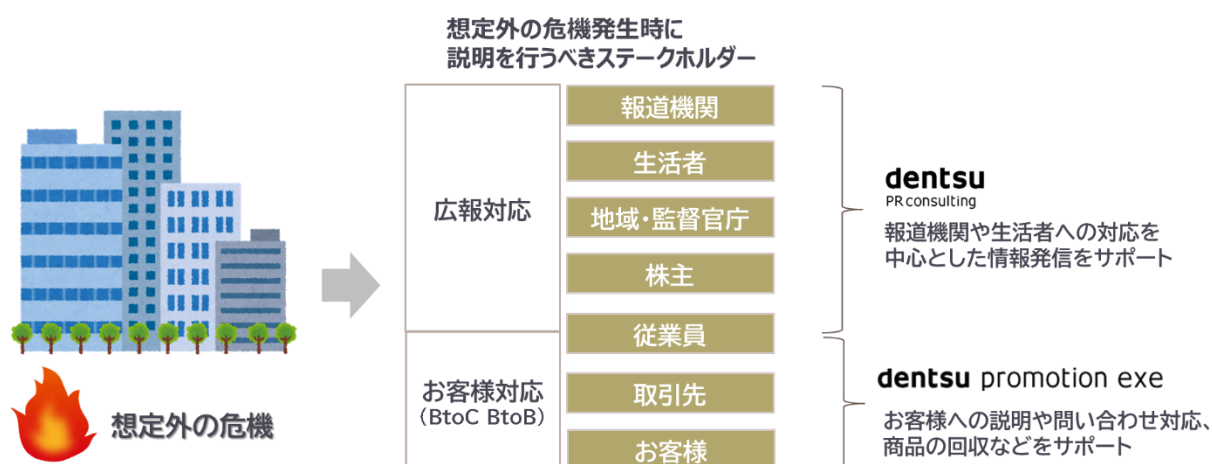 想定外の危機発生時に
説明を行うべきステークホルダー
広報対応
報道機関
生活者
地域・監督官庁
株主
従業員
お客様対応
（BtoC BtoB）
取引先
お客様
dentsu
PR consulting
報道機関や生活者への対応を
中心とした情報発信をサポート
dentsu promotion exe
お客様への説明や問い合わせ対応、
商品の回収などをサポート
想定外の危機